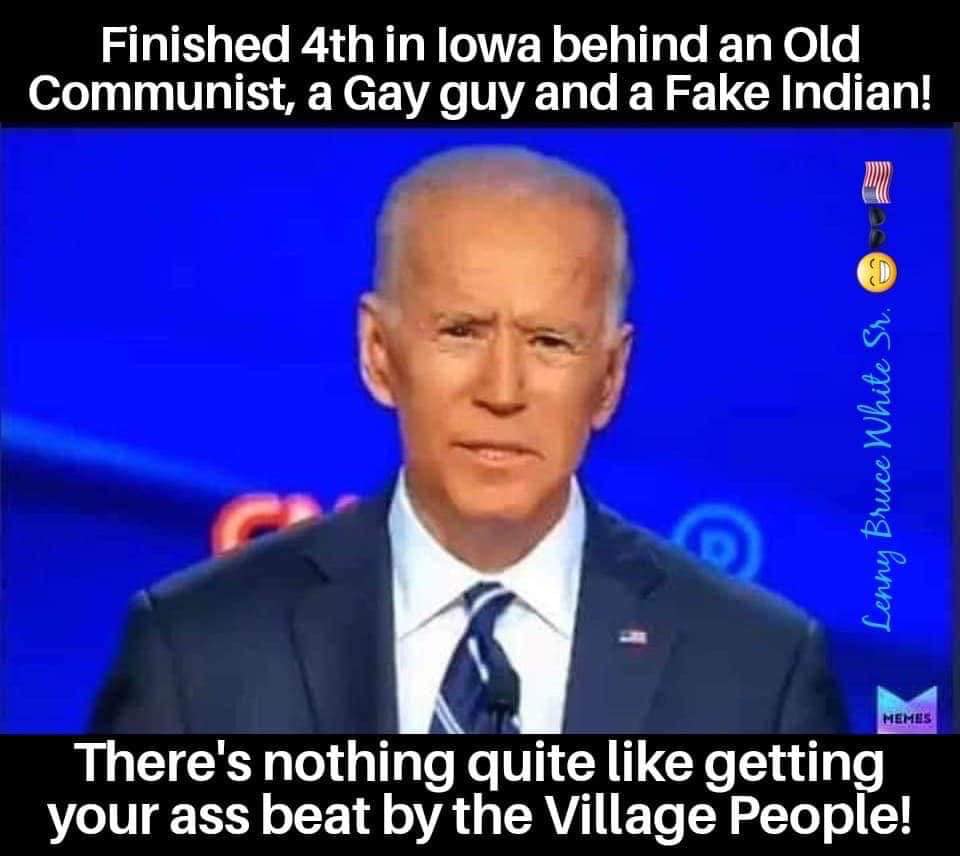 Finished 4th in Iowa behind an Old
Communist, a Gay guy and a Fake Indian!
Lenny Bruce White Sr.
CN
D
MEMES
There's nothing quite like getting
your ass beat by the Village People!